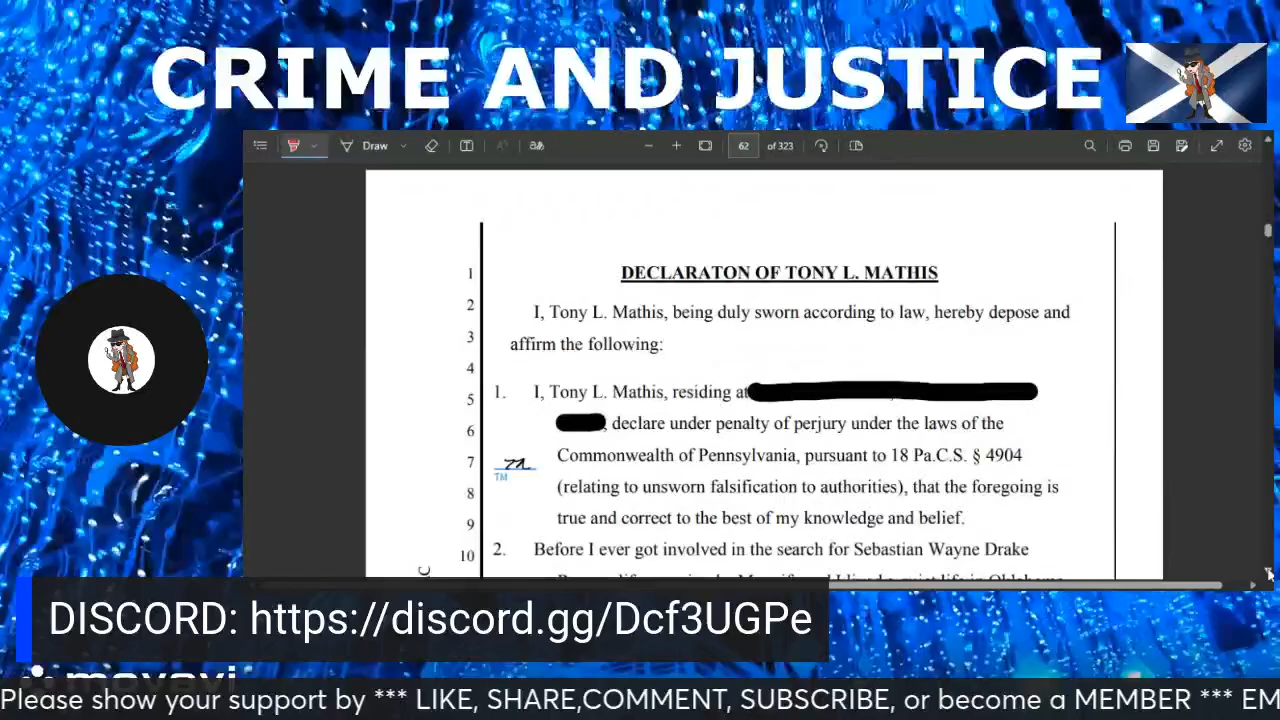 CRIME AND JUSTICE
Draw
62 of 323
1 DECLARATON OF TONY L. MATHIS
2 I, Tony L. Mathis, being duly sworn according to law, hereby depose and
3 affirm the following:
4
5 1. I, Tony L. Mathis, residing at
6 , declare under penalty of perjury under the laws of the
7 Commonwealth of Pennsylvania, pursuant to 18 Pa.C.S. § 4904
TM
8 (relating to unsworn falsification to authorities), that the foregoing is
9 true and correct to the best of my knowledge and belief.
10 2. Before I ever got involved in the search for Sebastian Wayne Drake
DISCORD: https://discord.gg/Dcf3UGPe
movavi
Please show your support by *** LIKE, SHARE,COMMENT, SUBSCRIBE, or become a MEMBER *** EM